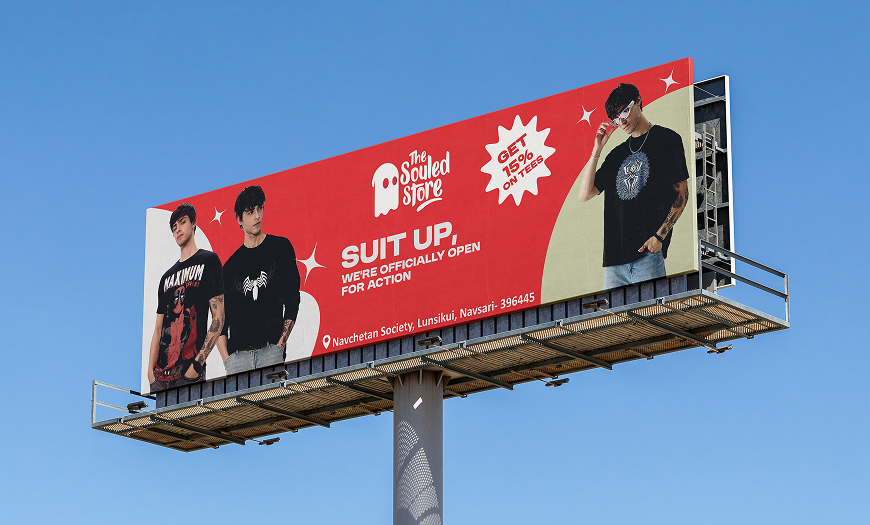 The
Souled
Store
GET
15%
ON TEES
SUIT UP,
WE'RE OFFICIALLY OPEN
FOR ACTION
Navchetan Society, Lunsikui, Navsari- 396445
MAXIMUM